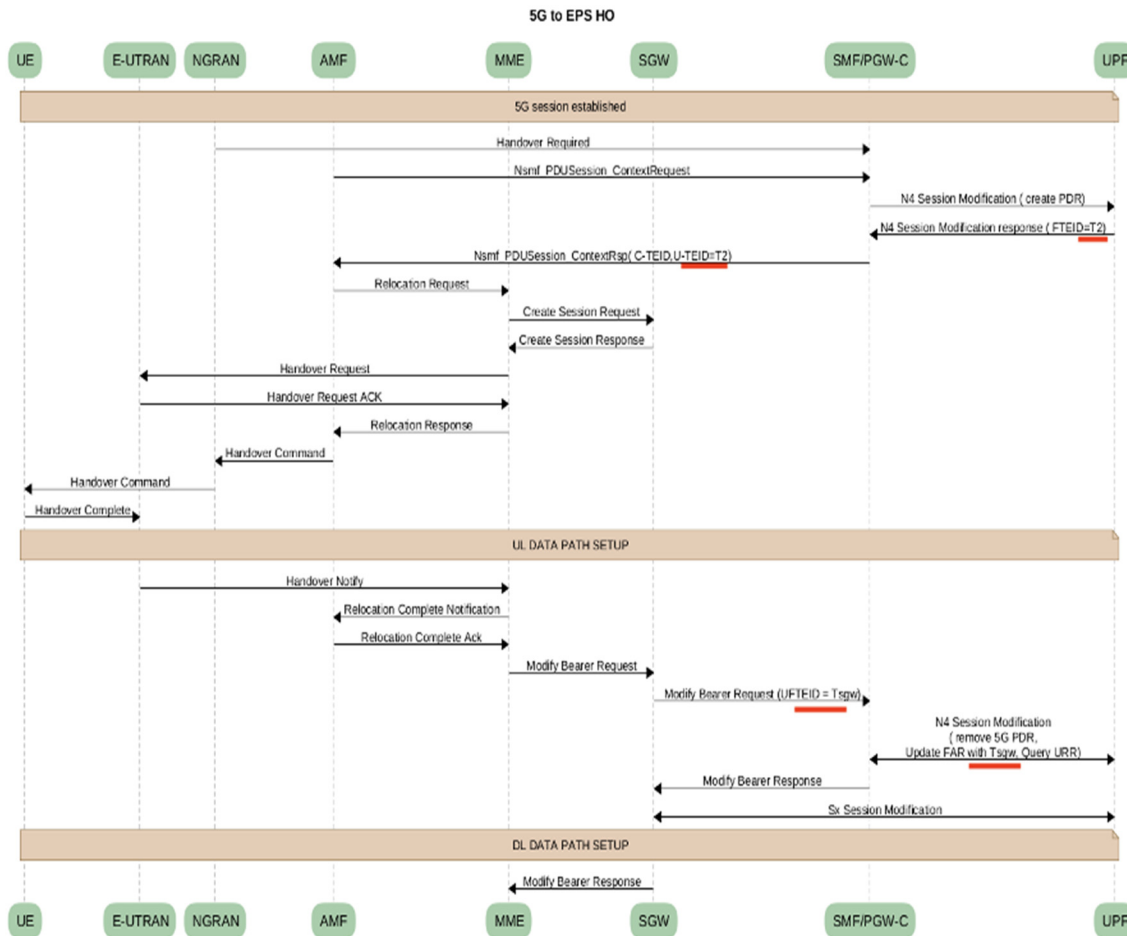 5G to EPS HO
UE E-UTRAN NGRAN AMF MME SGW SMF/PGW-C UPF
5G session established
Handover Required
Nsmf_PDUSession_ContextRequest
N4 Session Modification ( create PDR)
N4 Session Modification response ( FTEID=T2)
Nsmf_PDUSession_ContextRsp( C-TEID,U-TEID=T2)
Relocation Request
Create Session Request
Create Session Response
Handover Request
Handover Request ACK
Relocation Response
Handover Command
Handover Command
Handover Complete
UL DATA PATH SETUP
Handover Notify
Relocation Complete Notification
Relocation Complete Ack
Modify Bearer Request
Modify Bearer Request (UFTEID = Tsgw)
N4 Session Modification
( remove 5G PDR,
Update FAR with Tsgw, Query URR)
Modify Bearer Response
Sx Session Modification
DL DATA PATH SETUP
Modify Bearer Response
UE E-UTRAN NGRAN AMF MME SGW SMF/PGW-C UPF